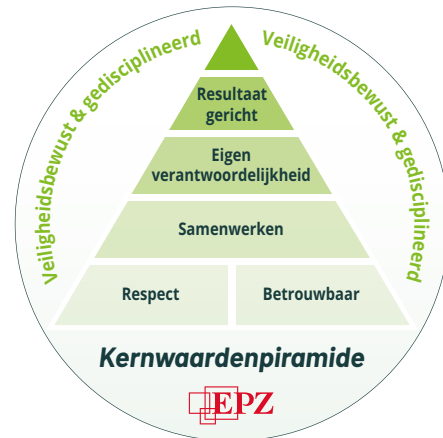 Veiligheidsbewust & gedisciplineerd
Veiligheidsbewust & gedisciplineerd
Resultaat
gericht
Eigen
verantwoordelijkheid
Samenwerken
Respect
Betrouwbaar
Kernwaardenpiramide
EPZ